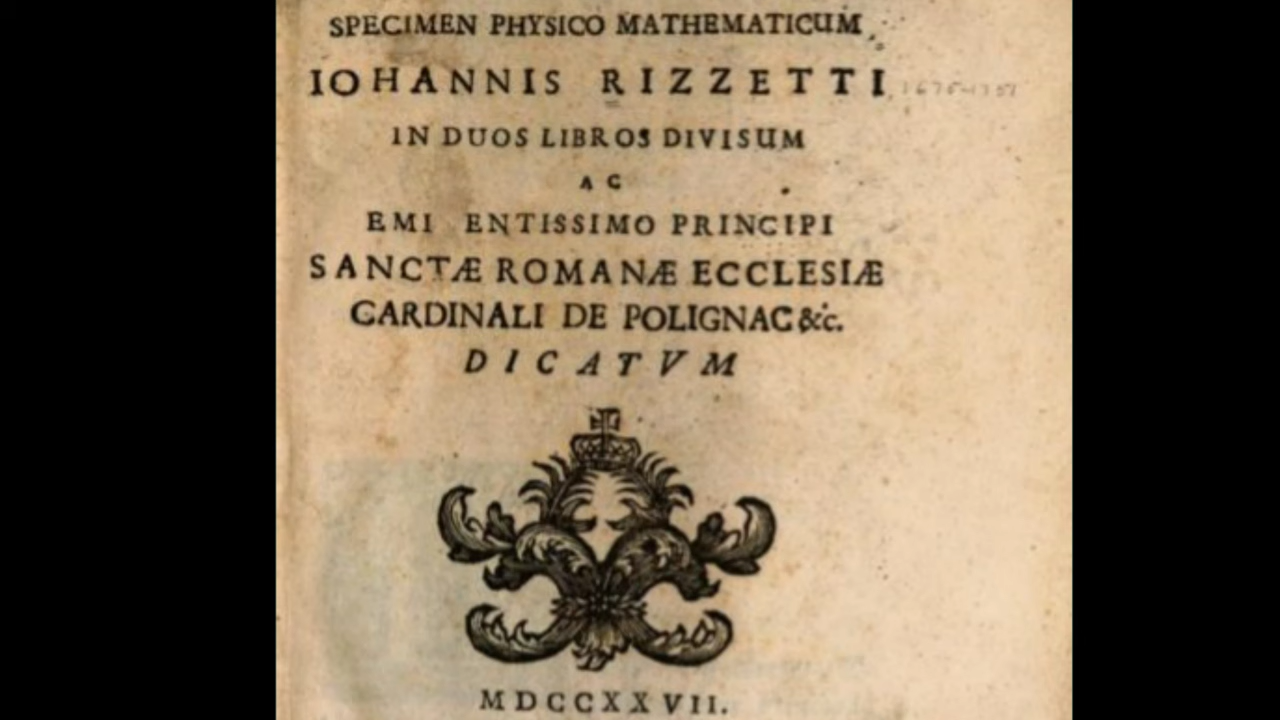 SPECIMEN PHYSICO MATHEMATICUM
IOHANNIS RIZZETTI
IN DUOS LIBROS DIVISUM
AC
EMI ENTISSIMO PRINCIPI
SANCTÆ ROMANÆ ECCLESIÆ
CARDINALI DE POLIGNAC &c.
DICATVM
MDCCXXVII.